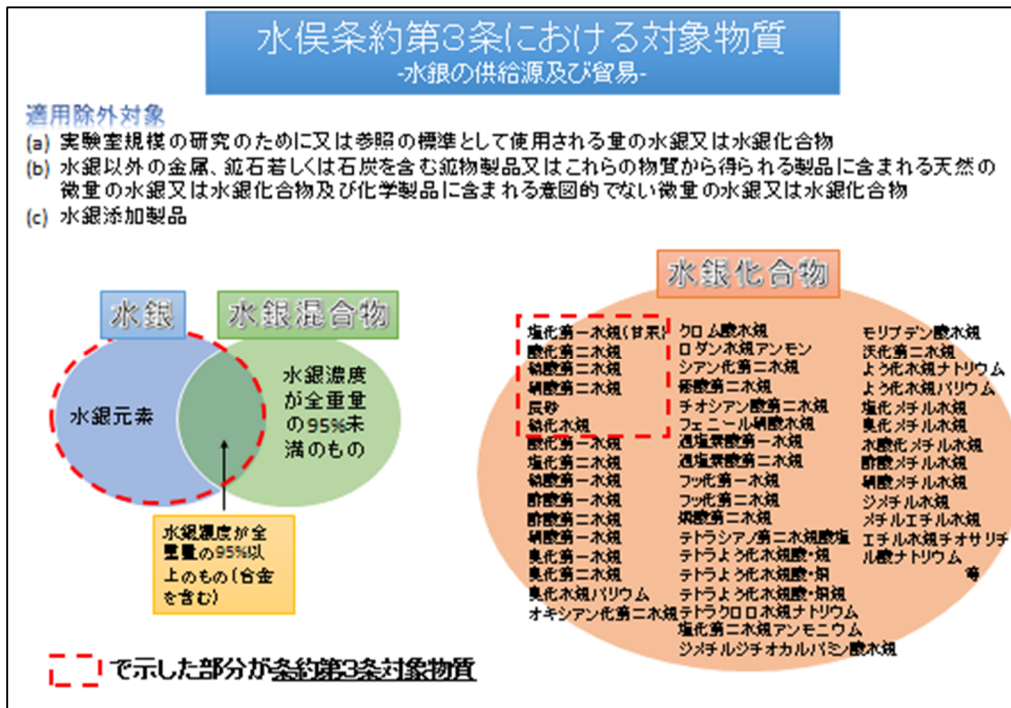 水俣条約第3条における対象物質
-水銀の供給源及び貿易-
適用除外対象
(a) 実験室規模の研究のために又は参照の標準として使用される量の水銀又は水銀化合物
(b) 水銀以外の金属、鉱石若しくは石炭を含む鉱物製品又はこれらの物質から得られる製品に含まれる天然の
微量の水銀又は水銀化合物及び化学製品に含まれる意図的でない微量の水銀又は水銀化合物
(c) 水銀添加製品
水銀
水銀混合物
水銀元素
水銀濃度
が全重量
の95%未
満のもの
水銀濃度が全
重量の95%以
上のもの(合金
を含む)
水銀化合物
塩化第一水銀(甘汞)
酸化第二水銀
硫酸第二水銀
硝酸第二水銀
辰砂
硫化水銀
酸化第一水銀
塩化第二水銀
硫酸第一水銀
酢酸第一水銀
酢酸第二水銀
硝酸第一水銀
臭化第一水銀
臭化第二水銀
臭化水銀バリウム
オキシアン化第二水銀
クロム酸水銀
ロダン水銀アンモン
シアン化第二水銀
砒酸第二水銀
チオシアン酸第二水銀
フェニール硝酸水銀
過塩素酸第一水銀
過塩素酸第二水銀
フッ化第一水銀
フッ化第二水銀
燐酸第二水銀
テトラシアノ第二水銀酸塩
テトラよう化水銀酸・銀
テトラよう化水銀酸・銅
テトラよう化水銀酸・銅銀
テトラクロロ水銀ナトリウム
塩化第二水銀アンモニウム
ジメチルジチオカルバミン酸水銀
モリブデン酸水銀
沃化第二水銀
よう化水銀ナトリウム
よう化水銀バリウム
塩化メチル水銀
臭化メチル水銀
水酸化メチル水銀
酢酸メチル水銀
硝酸メチル水銀
ジメチル水銀
メチルエチル水銀
エチル水銀チオサリチ
ル酸ナトリウム
等
で示した部分が条約第3条対象物質